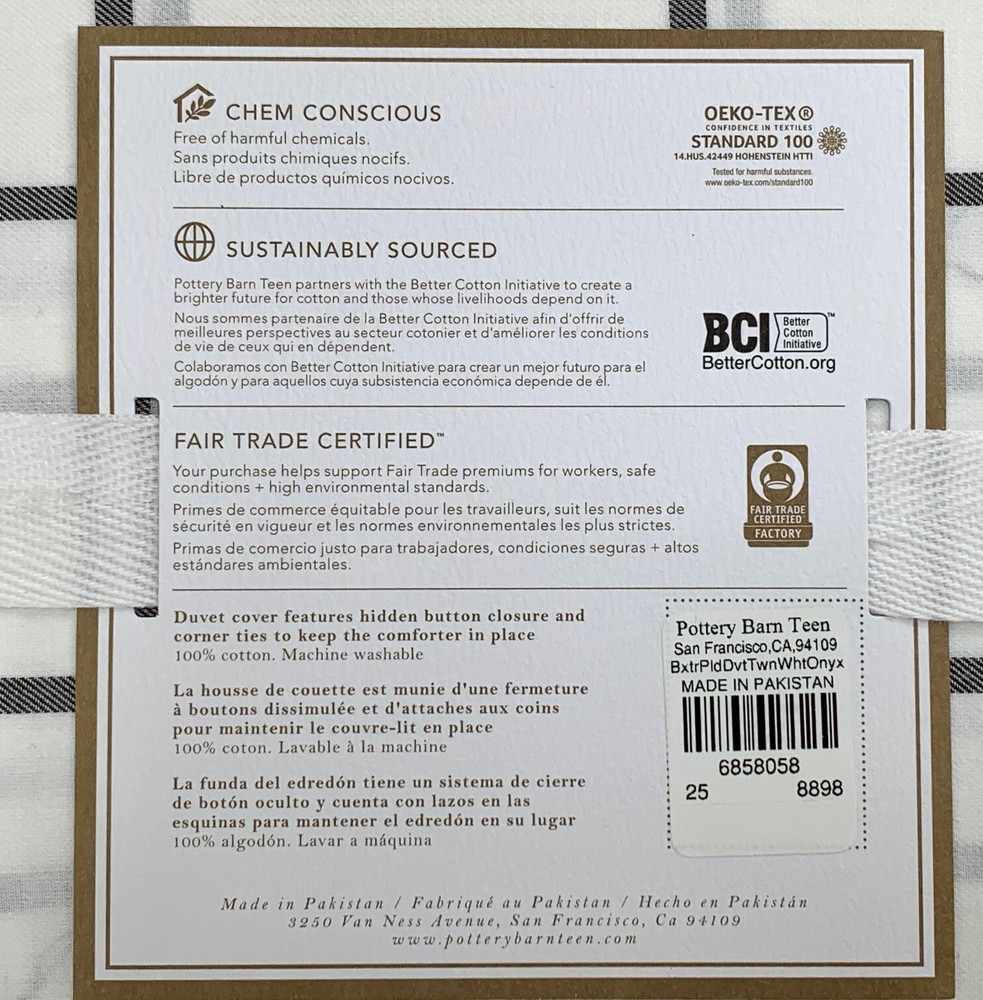 CHEM CONSCIOUS
Free of harmful chemicals.
Sans produits chimiques nocifs.
Libre de productos químicos nocivos.
OEKO-TEX®
CONFIDENCE IN TEXTILES
STANDARD 100
14.HUS.42449 HOHENSTEIN HTTI
Tested for harmful substances.
www.oeko-tex.com/standard100
SUSTAINABLY SOURCED
Pottery Barn Teen partners with the Better Cotton Initiative to create a
brighter future for cotton and those whose livelihoods depend on it.
Nous sommes partenaire de la Better Cotton Initiative afin d'offrir de
meilleures perspectives au secteur cotonier et d'améliorer les conditions
de vie de ceux qui en dépendent.
Colaboramos con Better Cotton Initiative para crear un mejor futuro para el
algodón y para aquellos cuya subsistencia económica depende de él.
BCI Better
Cotton
Initiative™
BetterCotton.org
FAIR TRADE CERTIFIED™
Your purchase helps support Fair Trade premiums for workers, safe
conditions + high environmental standards.
Primes de commerce équitable pour les travailleurs, suit les normes de
sécurité en vigueur et les normes environnementales les plus strictes.
Primas de comercio justo para trabajadores, condiciones seguras + altos
estándares ambientales.
FAIR TRADE
CERTIFIED
FACTORY
Duvet cover features hidden button closure and
corner ties to keep the comforter in place
100% cotton. Machine washable
La housse de couette est munie d'une fermeture
à boutons dissimulée et d'attaches aux coins
pour maintenir le couvre-lit en place
100% coton. Lavable à la machine
La funda del edredón tiene un sistema de cierre
de botón oculto y cuenta con lazos en las
esquinas para mantener el edredón en su lugar
100% algodón. Lavar a máquina
Pottery Barn Teen
San Francisco,CA,94109
BxtrPldDvtTwnWhtOnyx
MADE IN PAKISTAN
6858058
25 8898
Made in Pakistan / Fabriqué au Pakistan / Hecho en Pakistán
3250 Van Ness Avenue, San Francisco, Ca 94109
www.potterybarnteen.com